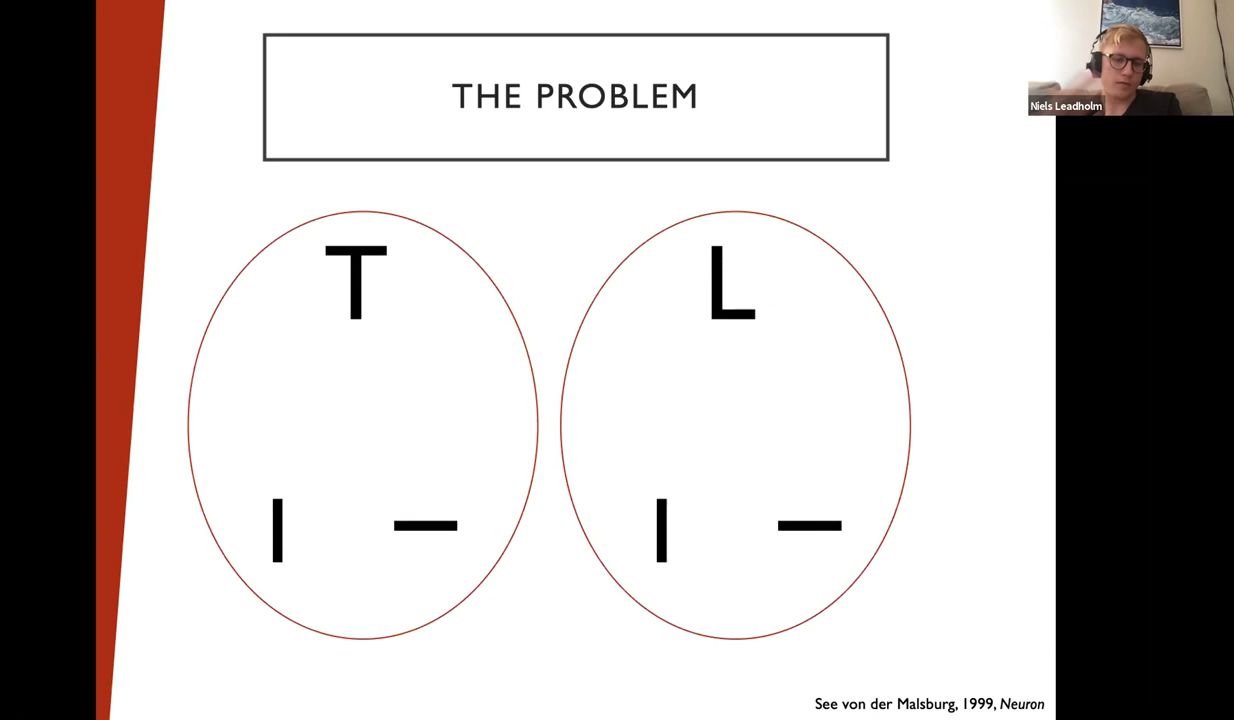 THE PROBLEM
Niels Leadholm
T
L
See von der Malsburg, 1999, Neuron